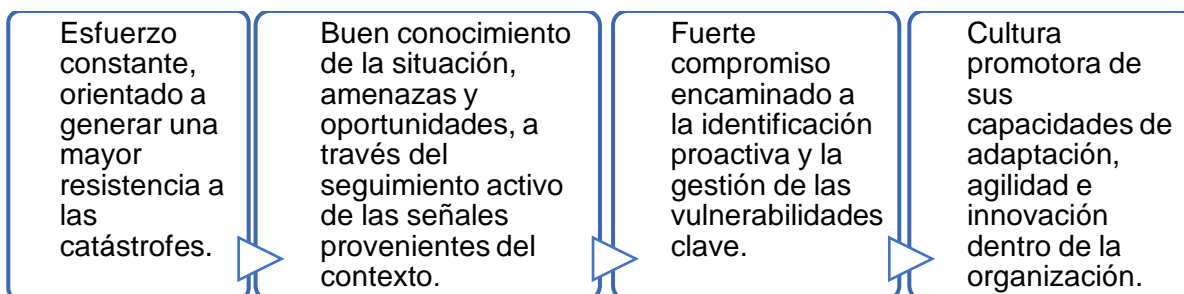 Esfuerzo
constante,
orientado a
generar una
mayor
resistencia a
las
catástrofes.
Buen conocimiento
de la situación,
amenazas y
oportunidades, a
través del
seguimiento activo
de las señales
provenientes del
contexto.
Fuerte
compromiso
encaminado a
la identificación
proactiva y la
gestión de las
vulnerabilidades
clave.
Cultura
promotora de
sus
capacidades de
adaptación,
agilidad e
innovación
dentro de la
organización.